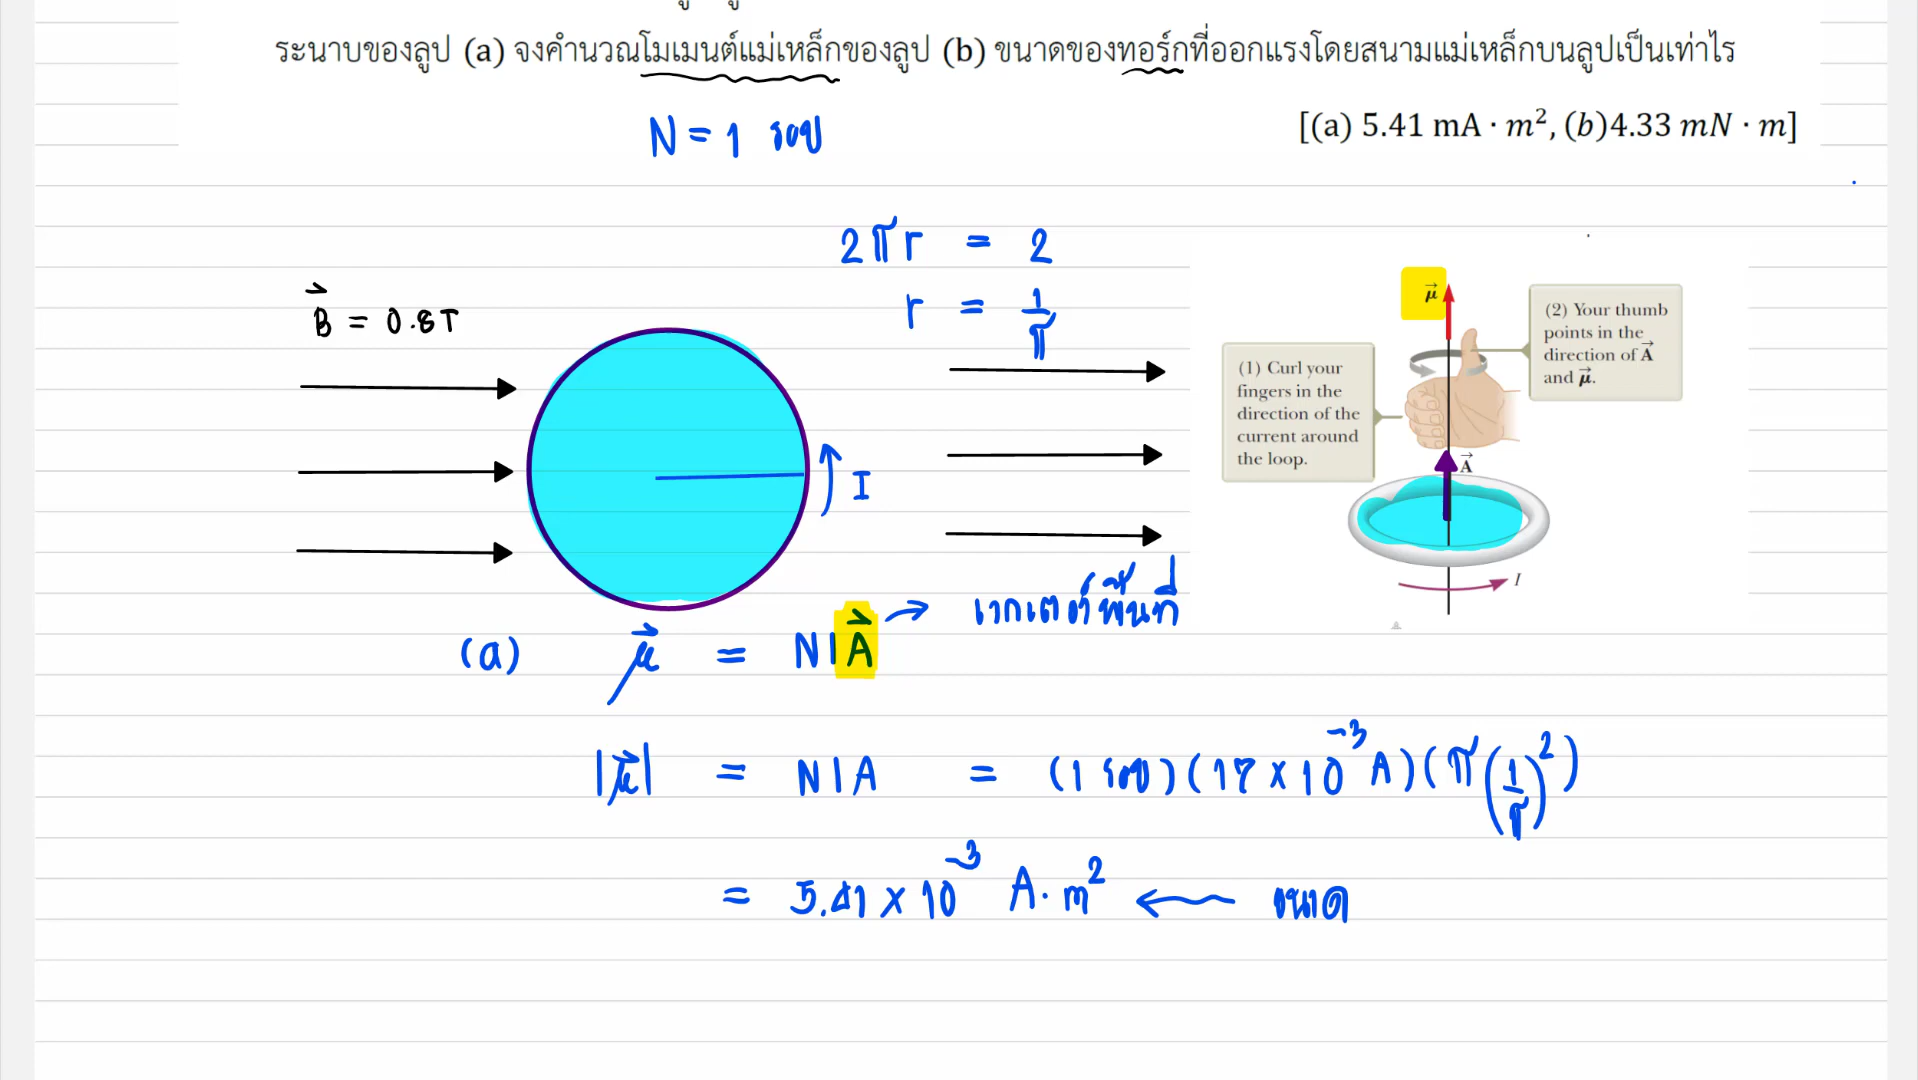 ระนาบของลูป (a) จงคำนวณโมเมนต์แม่เหล็กของลูป (b) ขนาดของทอร์กที่ออกแรงโดยสนามแม่เหล็กบนลูปเป็นเท่าไร
[(a) 5.41 mA · m², (b)4.33 mN · m]
N = 1 รอบ
2πr = 2
r = 1/π
B⃗ = 0.8T
I
μ⃗
(1) Curl your
fingers in the
direction of the
current around
the loop.
(2) Your thumb
points in the
direction of A⃗
and μ⃗.
A⃗
I
(a) μ⃗ = NIA⃗ → เวกเตอร์พื้นที่
|μ⃗| = NIA = (1 รอบ)(17 × 10⁻³ A)(π(1/π)²)
= 5.41 × 10⁻³ A·m² ← ขนาด